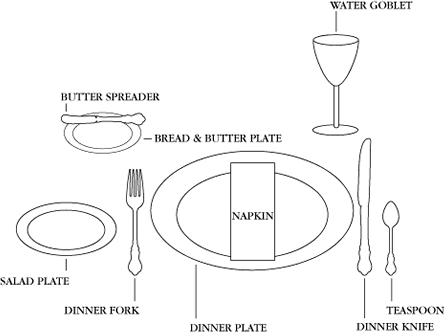 WATER GOBLET
BUTTER SPREADER
BREAD & BUTTER PLATE
NAPKIN
SALAD PLATE
DINNER FORK
TEASPOON
DINNER PLATE
DINNER KNIFE